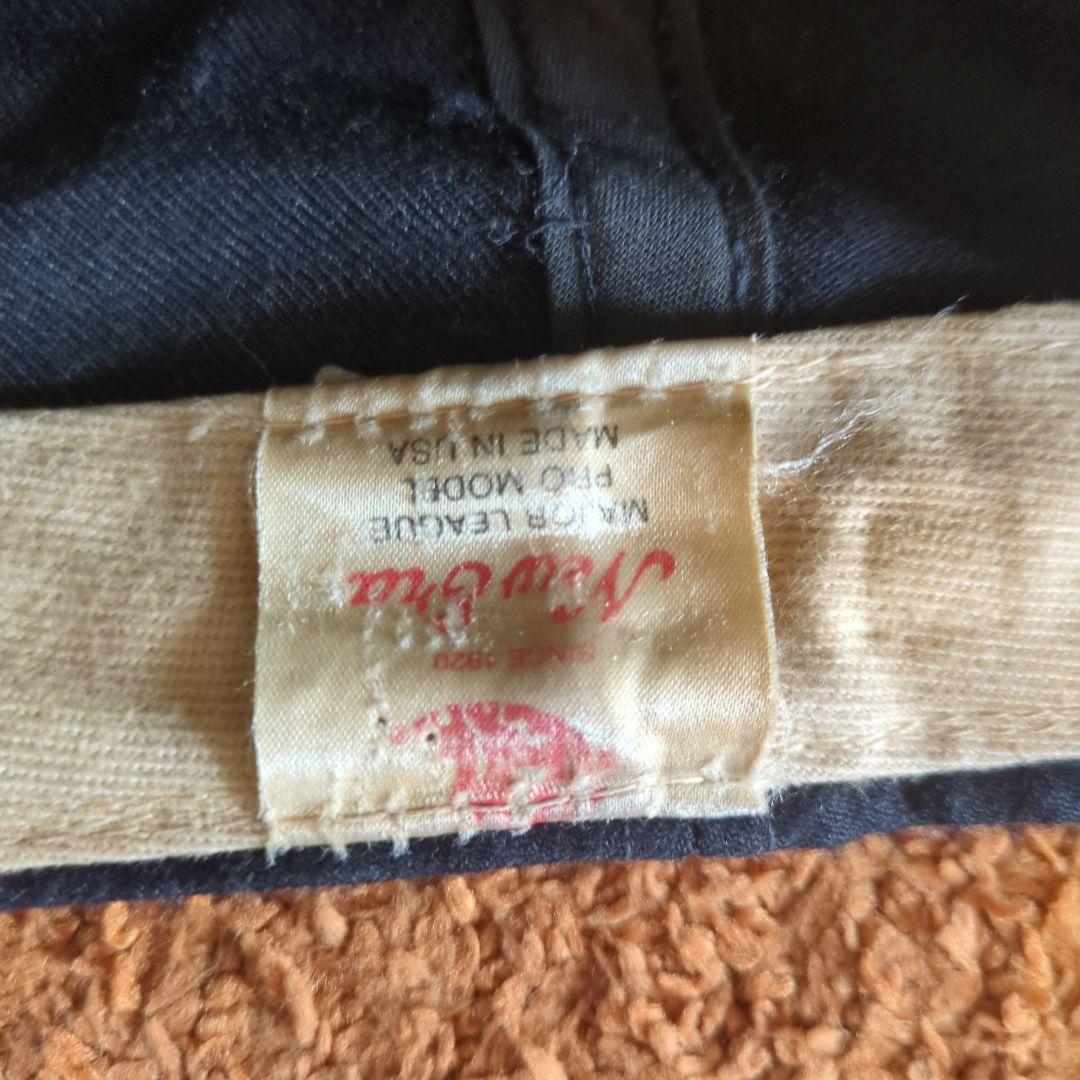 SINCE 1920
New Era
MAJOR LEAGUE
PRO MODEL
MADE IN USA